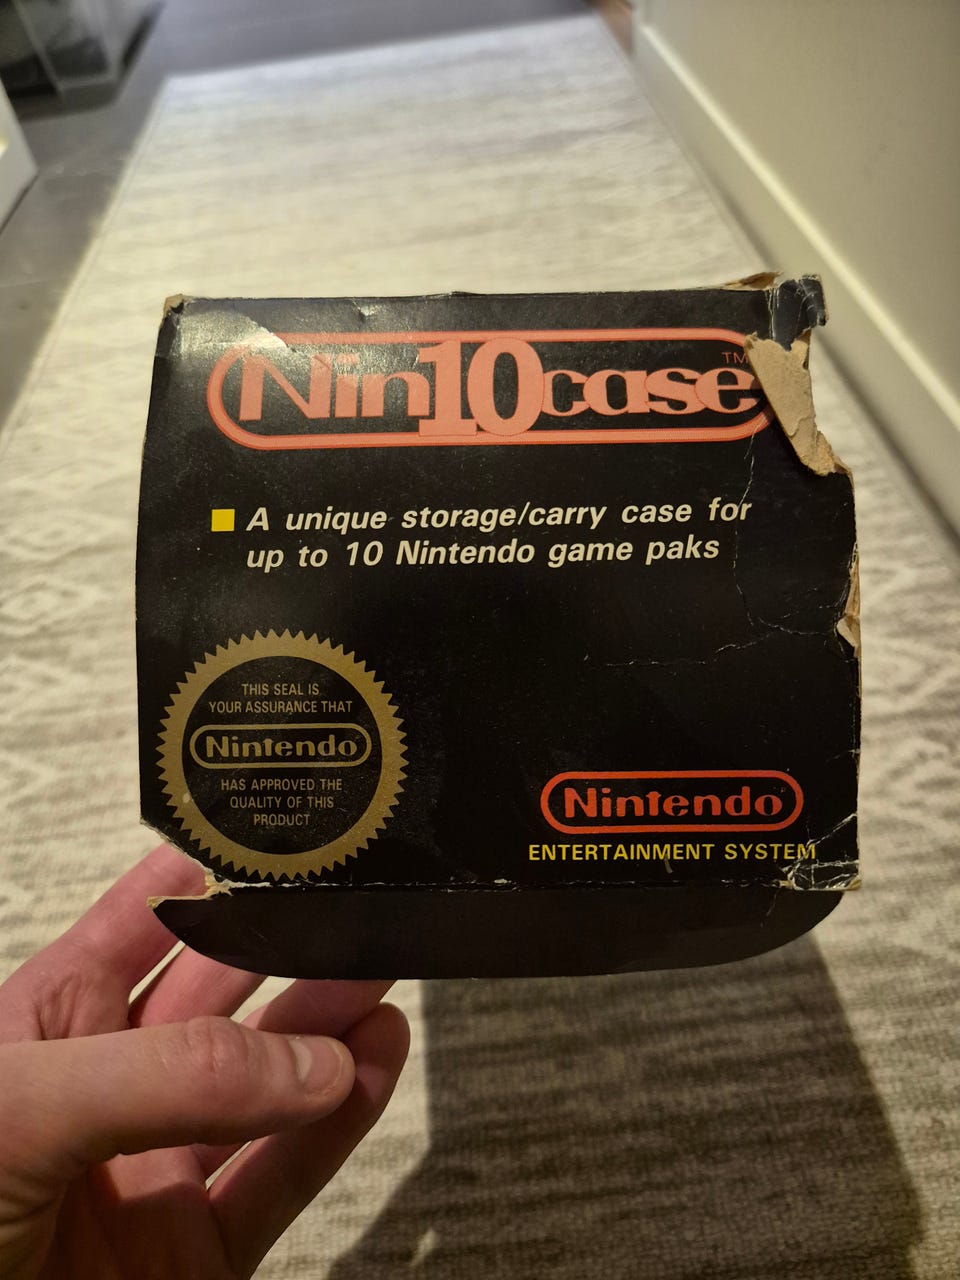 Nin10case TM
■ A unique storage/carry case for
up to 10 Nintendo game paks
THIS SEAL IS
YOUR ASSURANCE THAT
Nintendo
HAS APPROVED THE
QUALITY OF THIS
PRODUCT
Nintendo®
ENTERTAINMENT SYSTEM